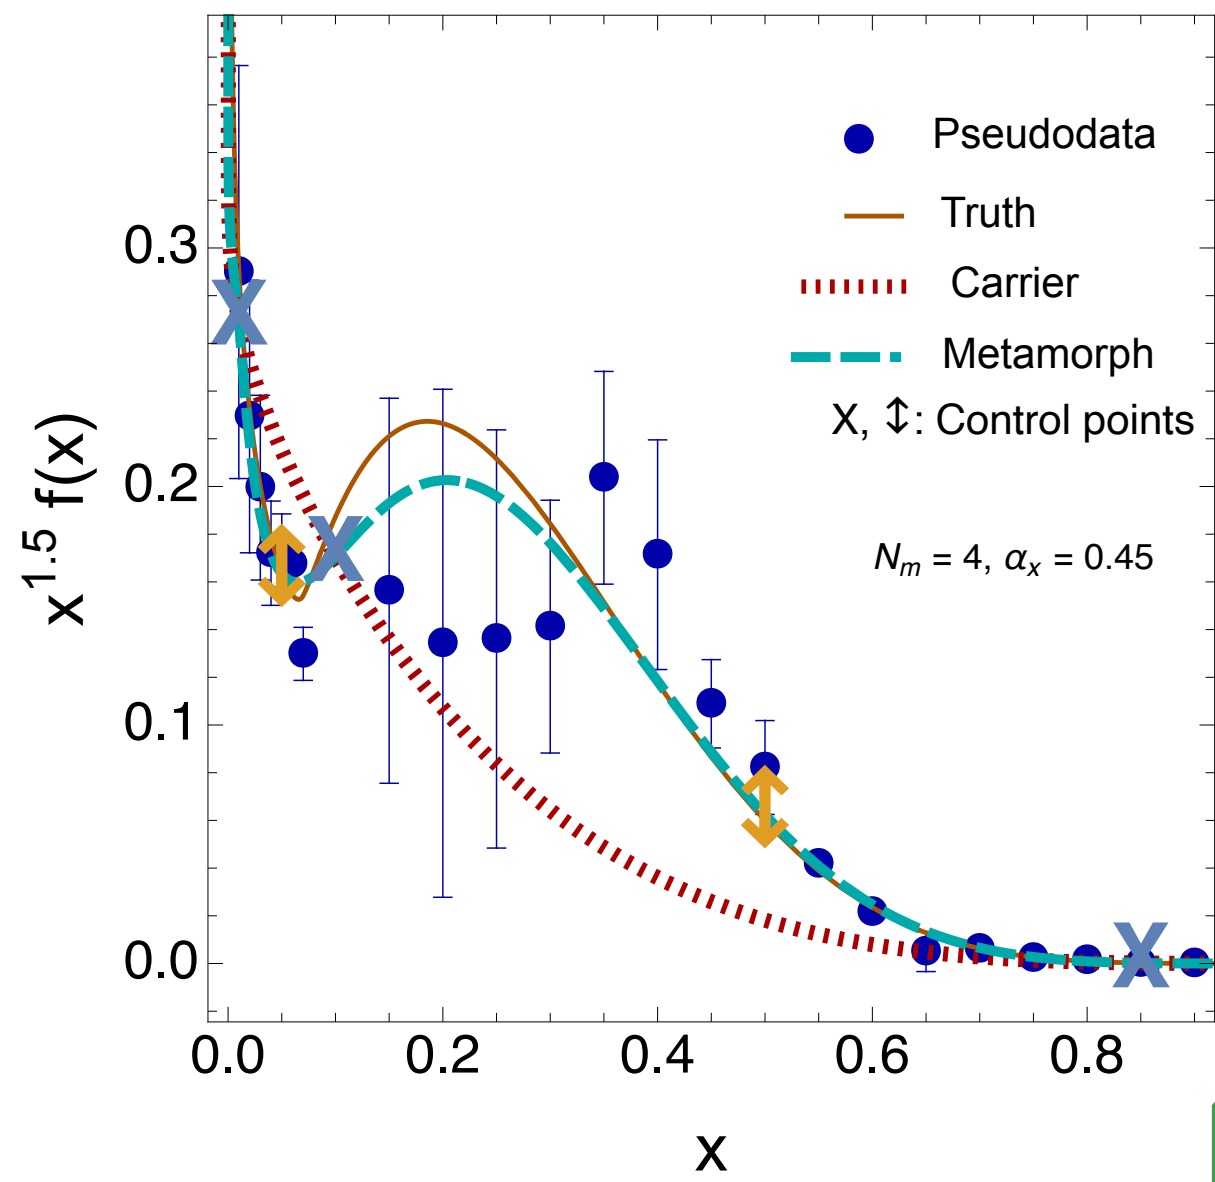 Pseudodata
Truth
Carrier
Metamorph
X, ↕: Control points
N_m = 4, α_x = 0.45
x^1.5 f(x)
0.3
0.2
0.1
0.0
X
X
X
0.0 0.2 0.4 0.6 0.8
x